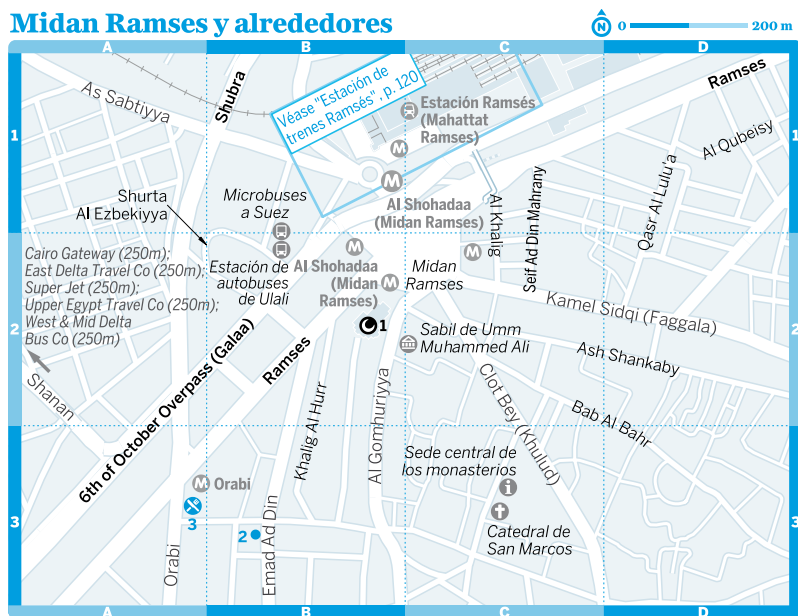 Midan Ramses y alrededores
N
0
200 m
A
B
C
D
1
1
2
2
3
3
A
B
C
D
As Sabtiyya
Shubra
Véase "Estación de
trenes Ramsés", p. 120
Estación Ramsés
(Mahattat
Ramses)
M
M
Ramses
Al Qubeisy
Qasr Al Lulu'a
Shurta
Al Ezbekiyya
Microbuses
a Suez
Al Shohadaa
(Midan Ramses)
Al Khalig
Seif Ad Din Mahrany
Cairo Gateway (250m);
East Delta Travel Co (250m);
Super Jet (250m);
Upper Egypt Travel Co (250m);
West & Mid Delta
Bus Co (250m)
Estación de
autobuses
de Ulali
M
Al Shohadaa
(Midan
Ramses)
M
M
Midan
Ramses
Kamel Sidqi (Faggala)
1
Sabil de Umm
Muhammed Ali
Ash Shankaby
Shanan
6th of October Overpass (Galaa)
Ramses
Khalig Al Hurr
Al Gomhuriyya
Clot Bey (Khulud)
Bab Al Bahr
Sede central de
los monasterios
i
M
Orabi
3
2
Catedral de
San Marcos
Orabi
Emad Ad Din